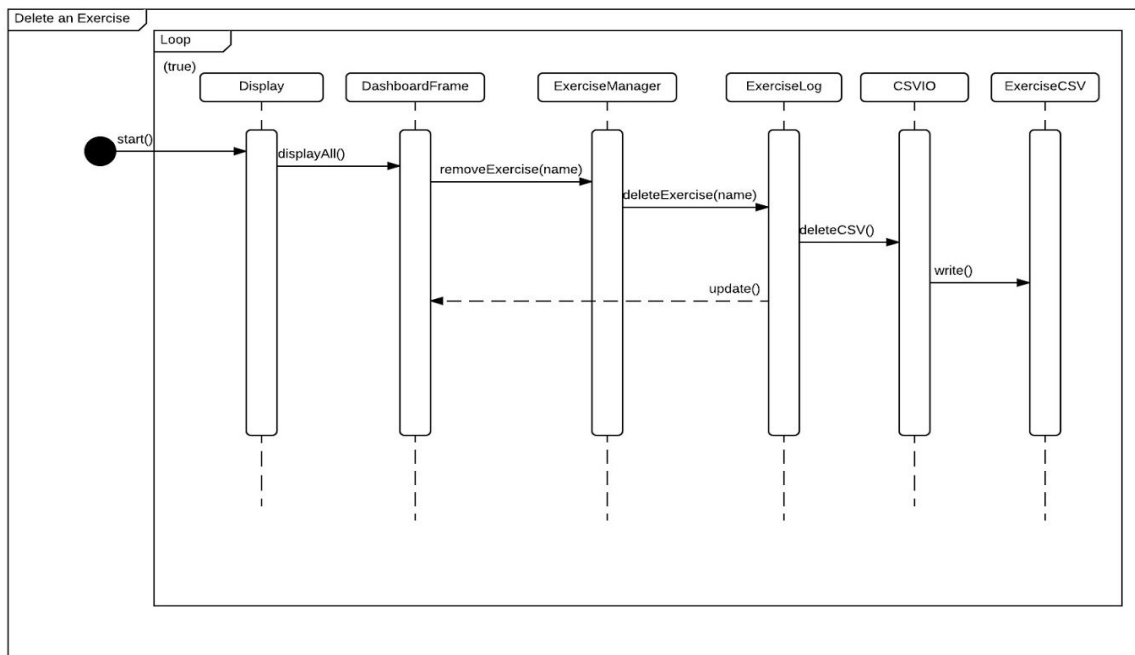 Delete an Exercise
Loop
(true)
Display
DashboardFrame
ExerciseManager
ExerciseLog
CSVIO
ExerciseCSV
start()
displayAll()
removeExercise(name)
deleteExercise(name)
deleteCSV()
write()
update()